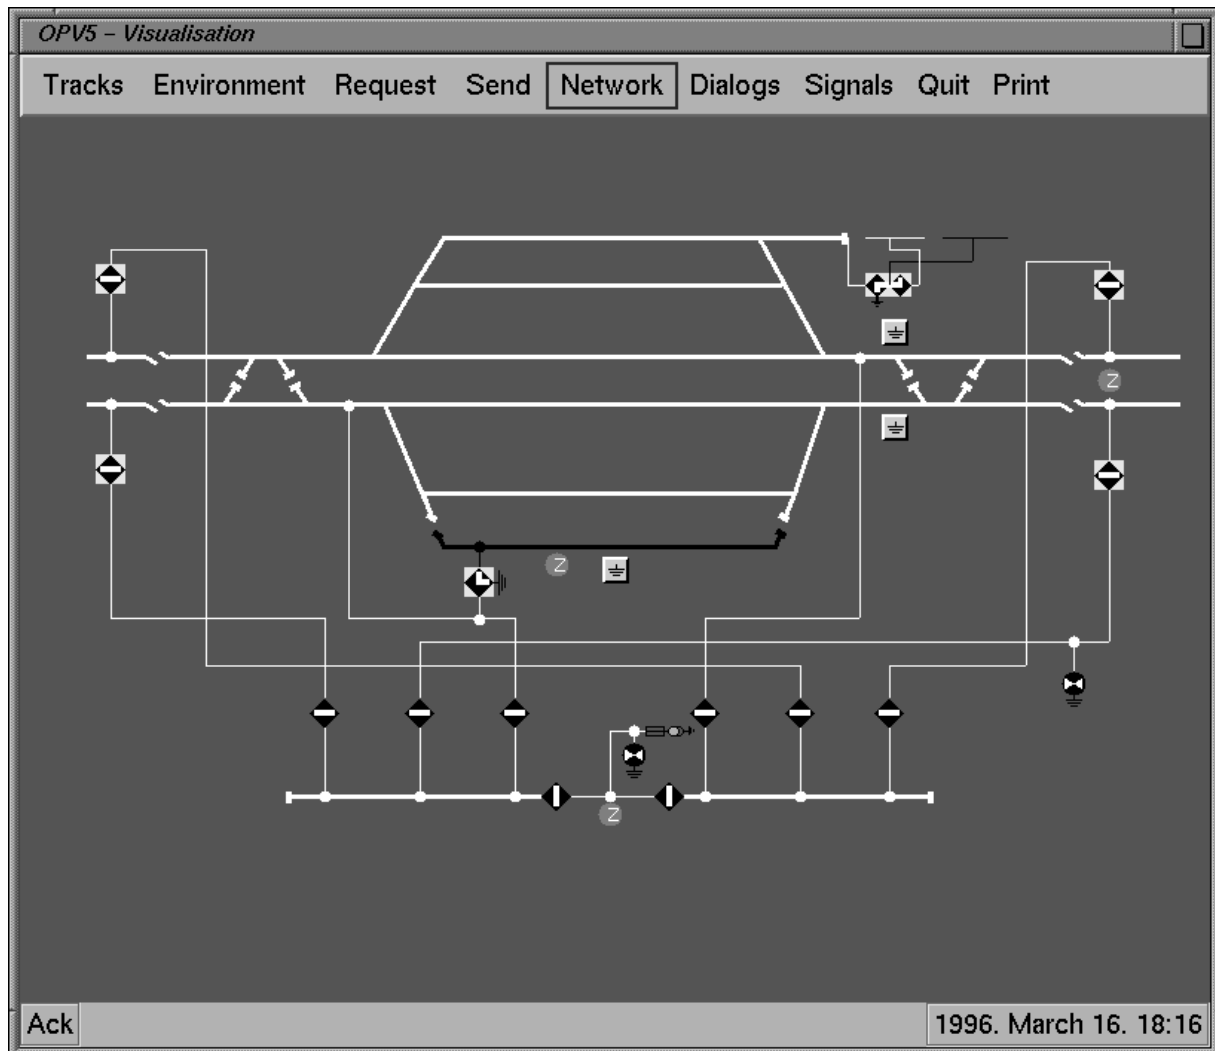 OPV5 – Visualisation
Tracks Environment Request Send Network Dialogs Signals Quit Print
Z
Z
Z
Ack 1996. March 16. 18:16